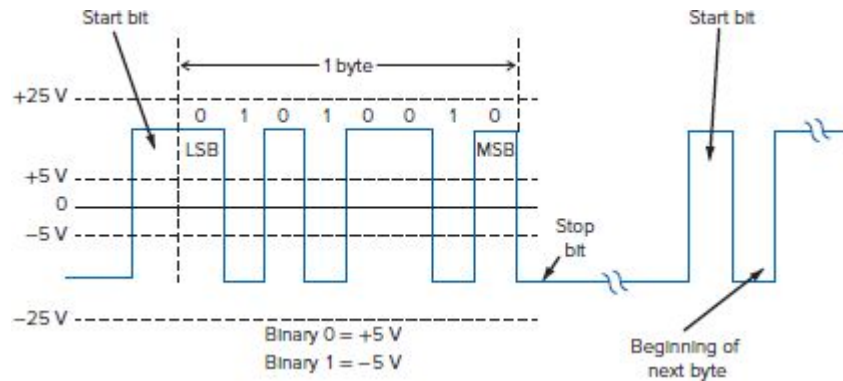 Start bit
Start bit
1 byte
+25 V
0 1 0 1 0 0 1 0
LSB
MSB
+5 V
0
−5 V
Stop
bit
−25 V
Binary 0 = +5 V
Binary 1 = −5 V
Beginning of
next byte